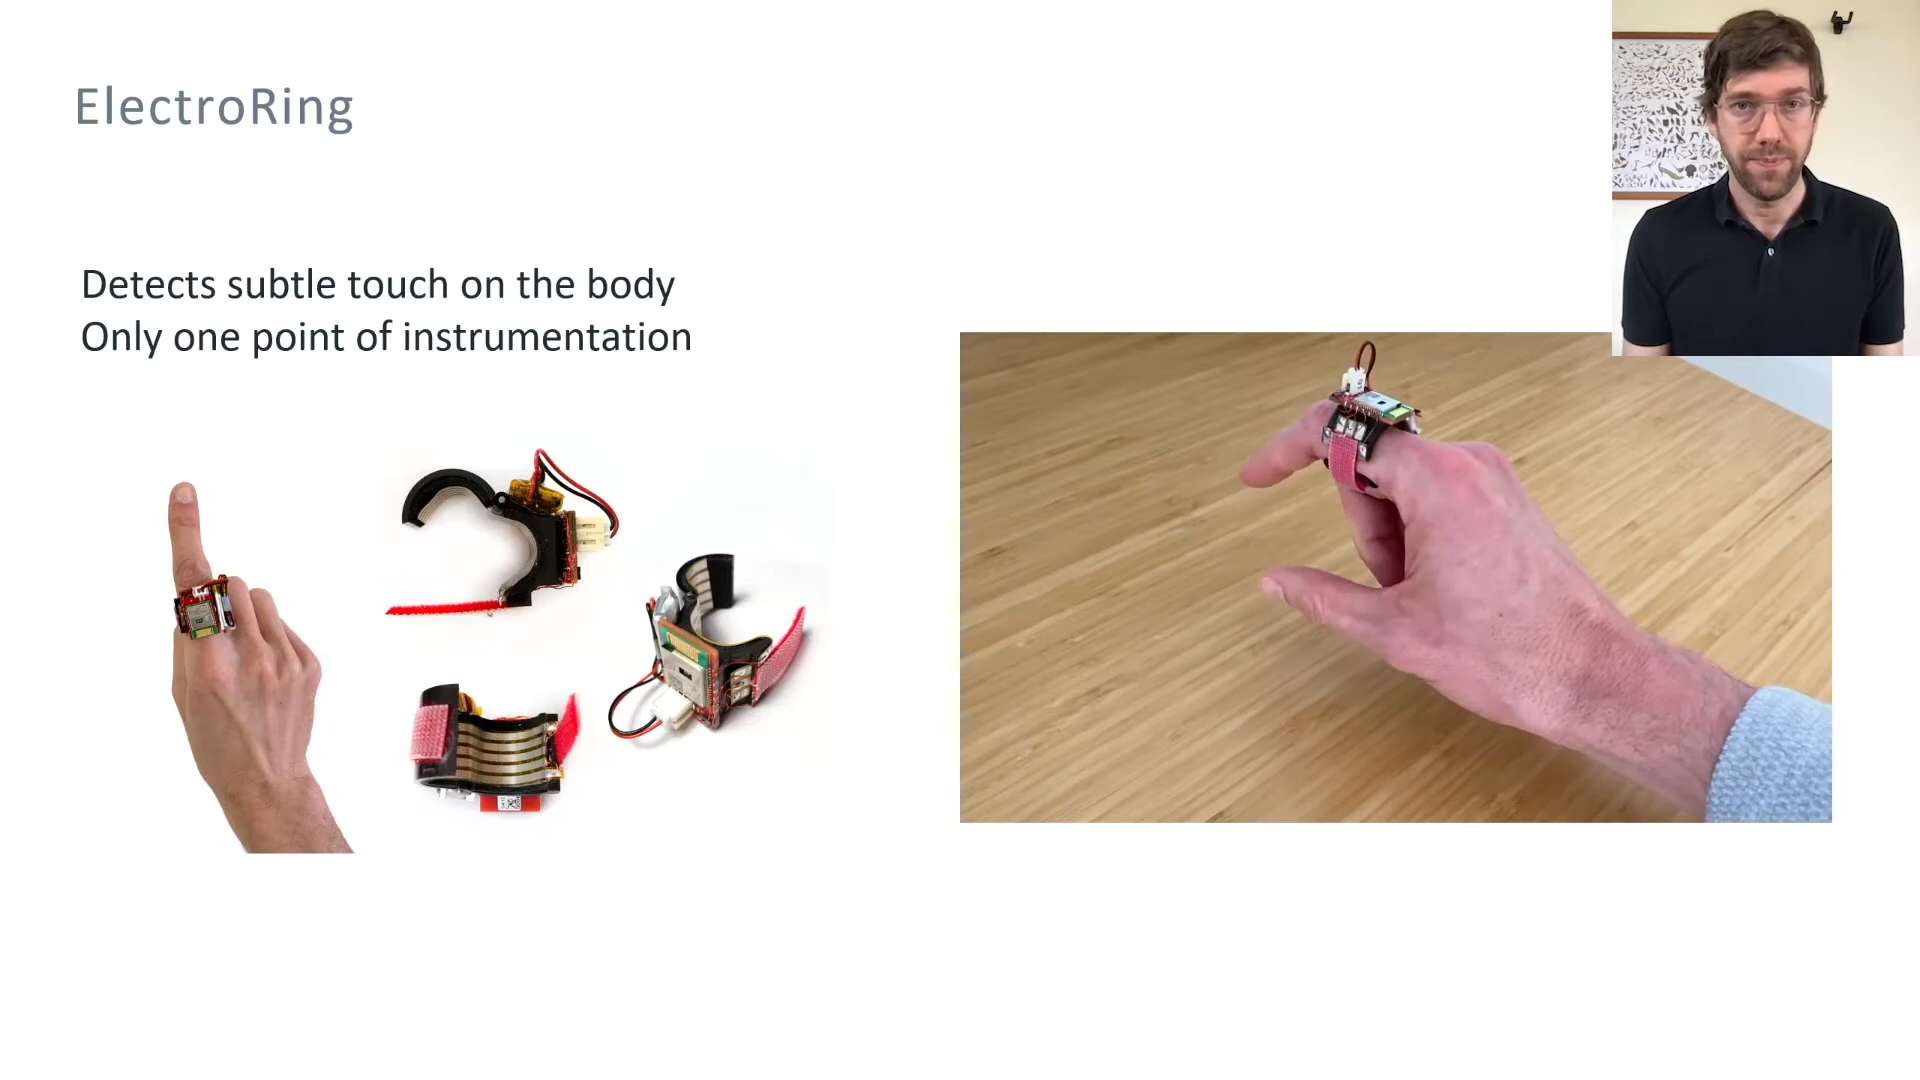 ElectroRing
Detects subtle touch on the body
Only one point of instrumentation